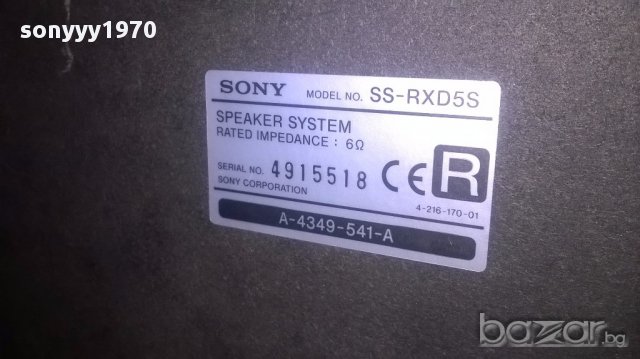 sonyyy1970
SONY MODEL NO. SS-RXD5S
SPEAKER SYSTEM
RATED IMPEDANCE : 6Ω
SERIAL NO. 4915518 CE R
SONY CORPORATION
4-216-170-01
A-4349-541-A
bazar.bg